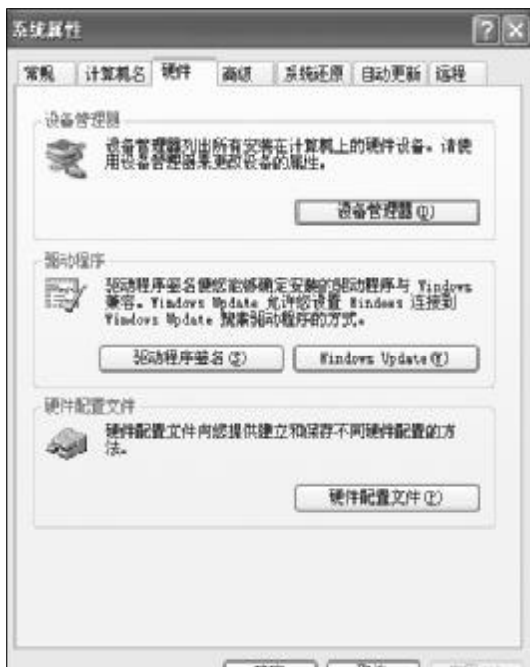 系统属性
常规 计算机名 硬件 高级 系统还原 自动更新 远程
设备管理器
设备管理器列出所有安装在计算机上的硬件设备。请使
用设备管理器来更改设备的属性。
设备管理器(D)
驱动程序
驱动程序签名使您能够确定安装的驱动程序与 Windows
兼容。Windows Update 允许您设置 Windows 连接到
Windows Update 搜索驱动程序的方式。
驱动程序签名(S) Windows Update(W)
硬件配置文件
硬件配置文件向您提供建立和保存不同硬件配置的方
法。
硬件配置文件(P)